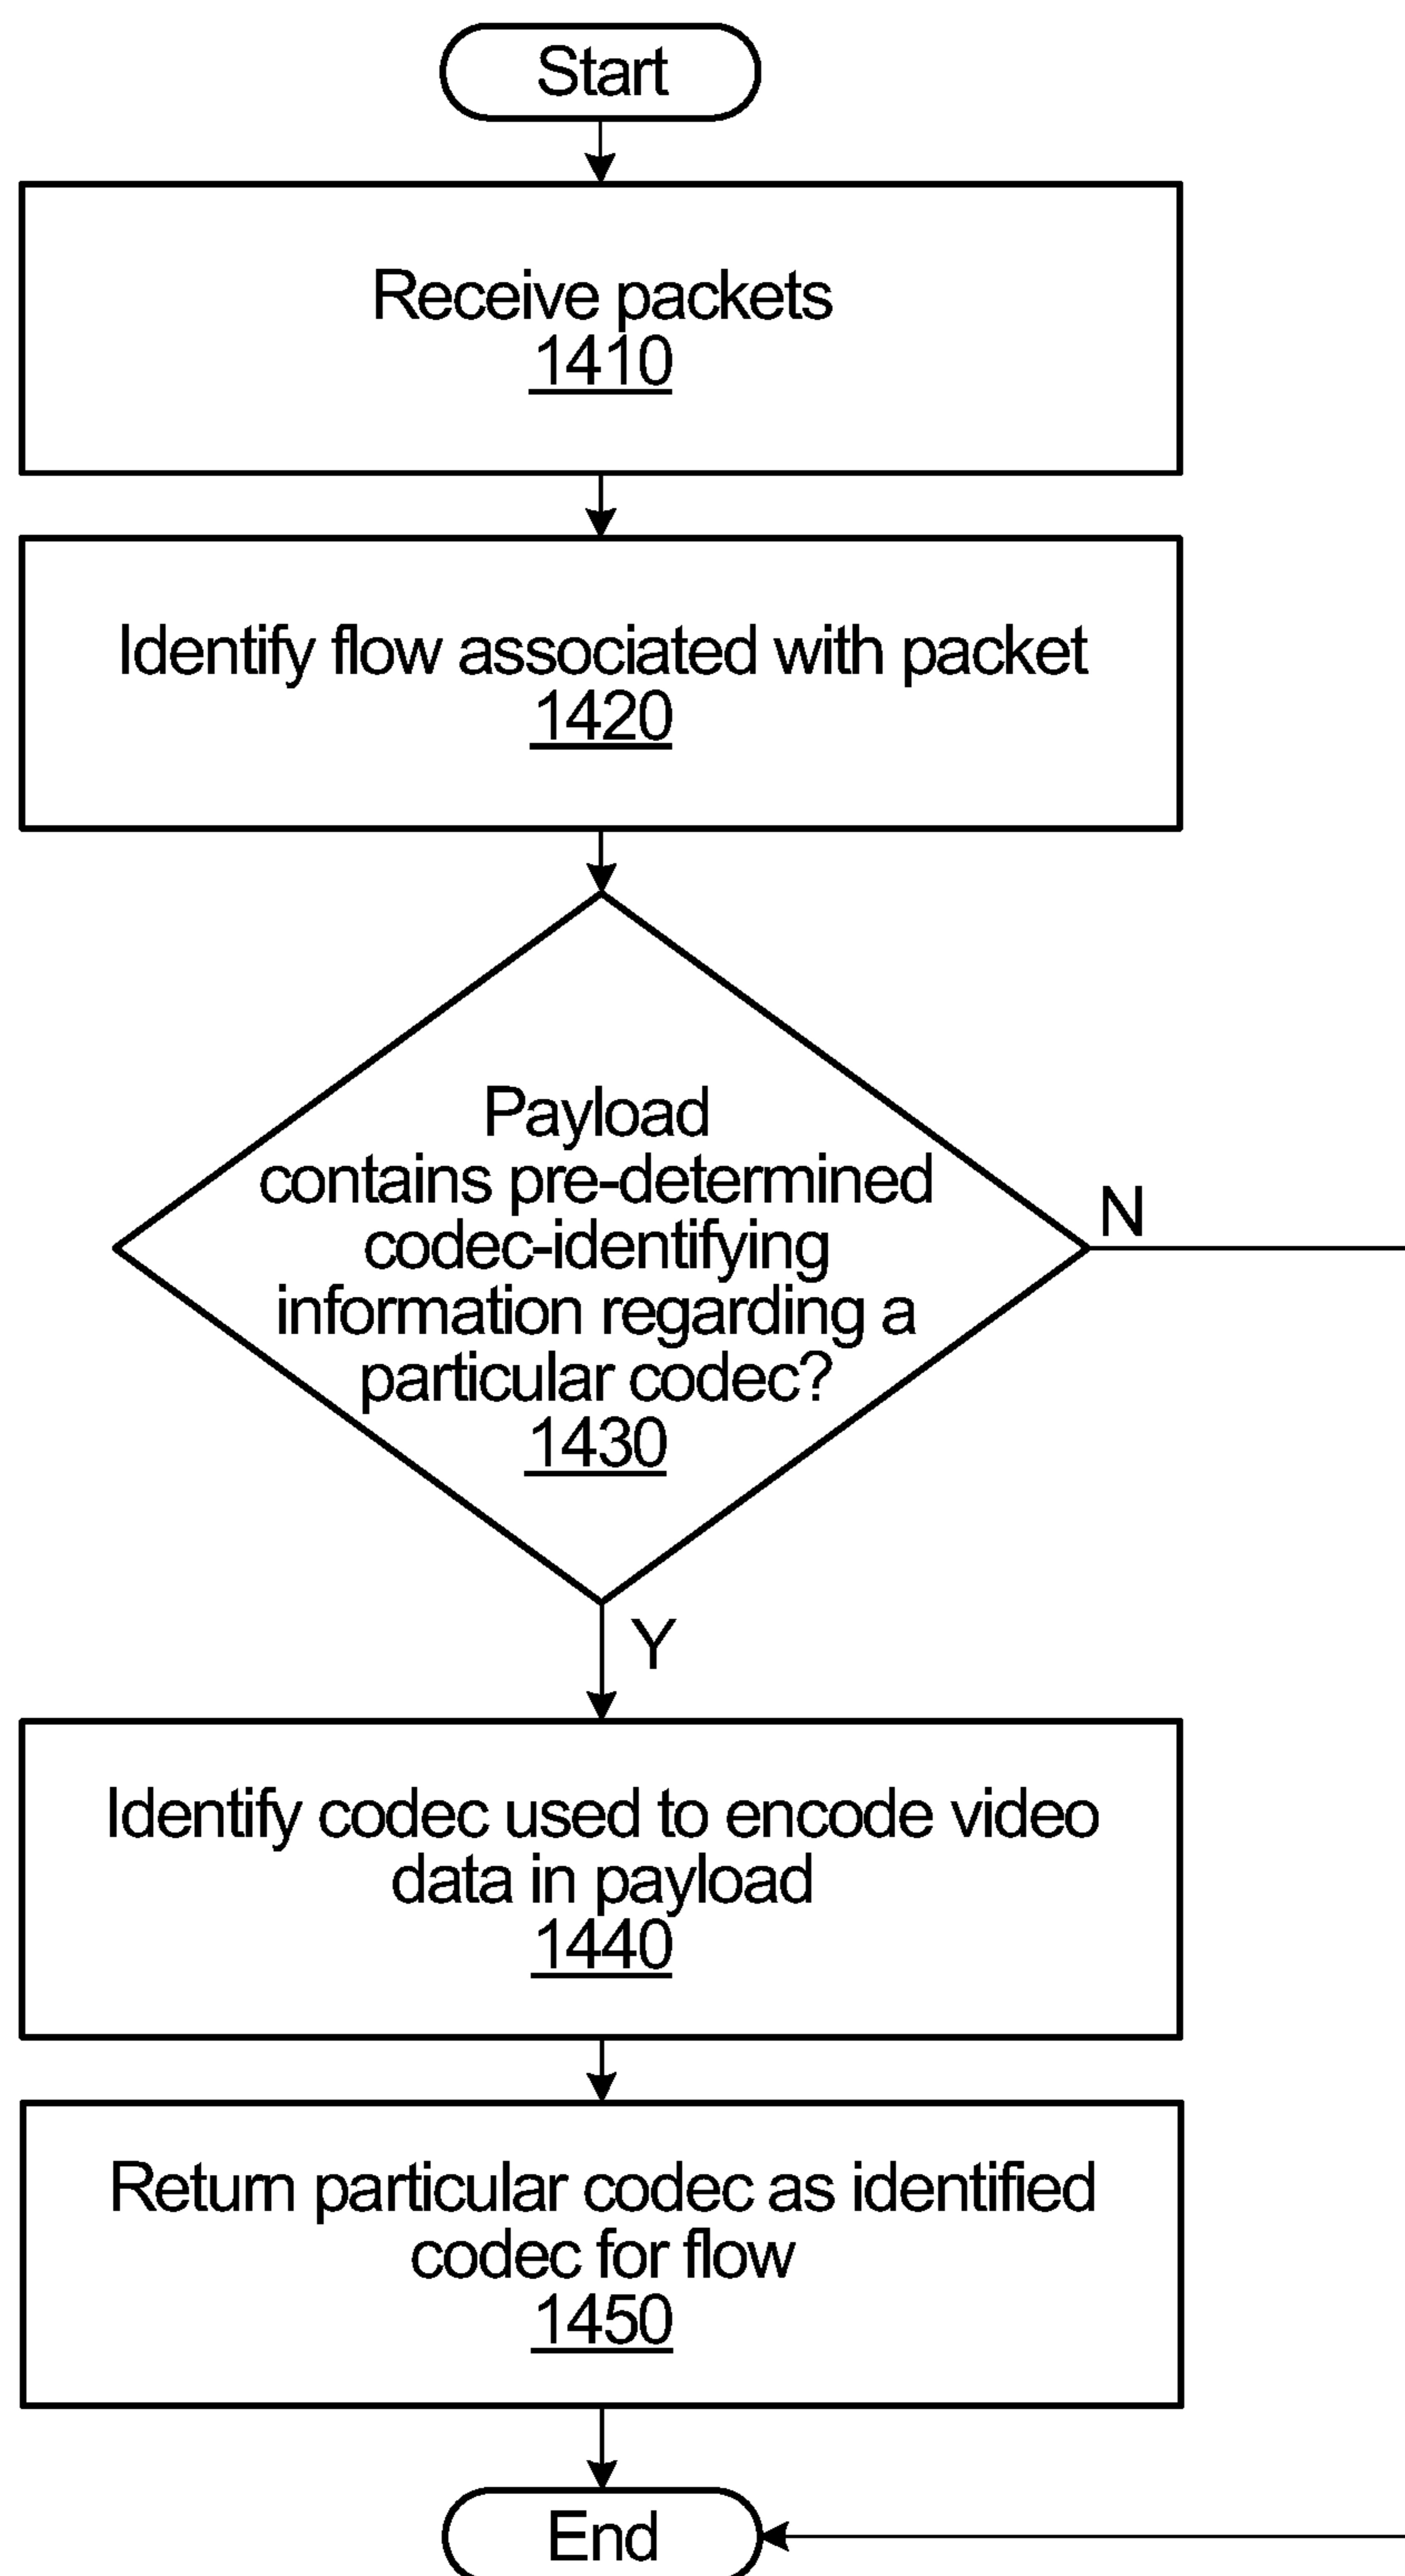 Start
Receive packets
1410
Identify flow associated with packet
1420
Payload
contains pre-determined
codec-identifying
information regarding a
particular codec?
1430
N
Y
Identify codec used to encode video
data in payload
1440
Return particular codec as identified
codec for flow
1450
End